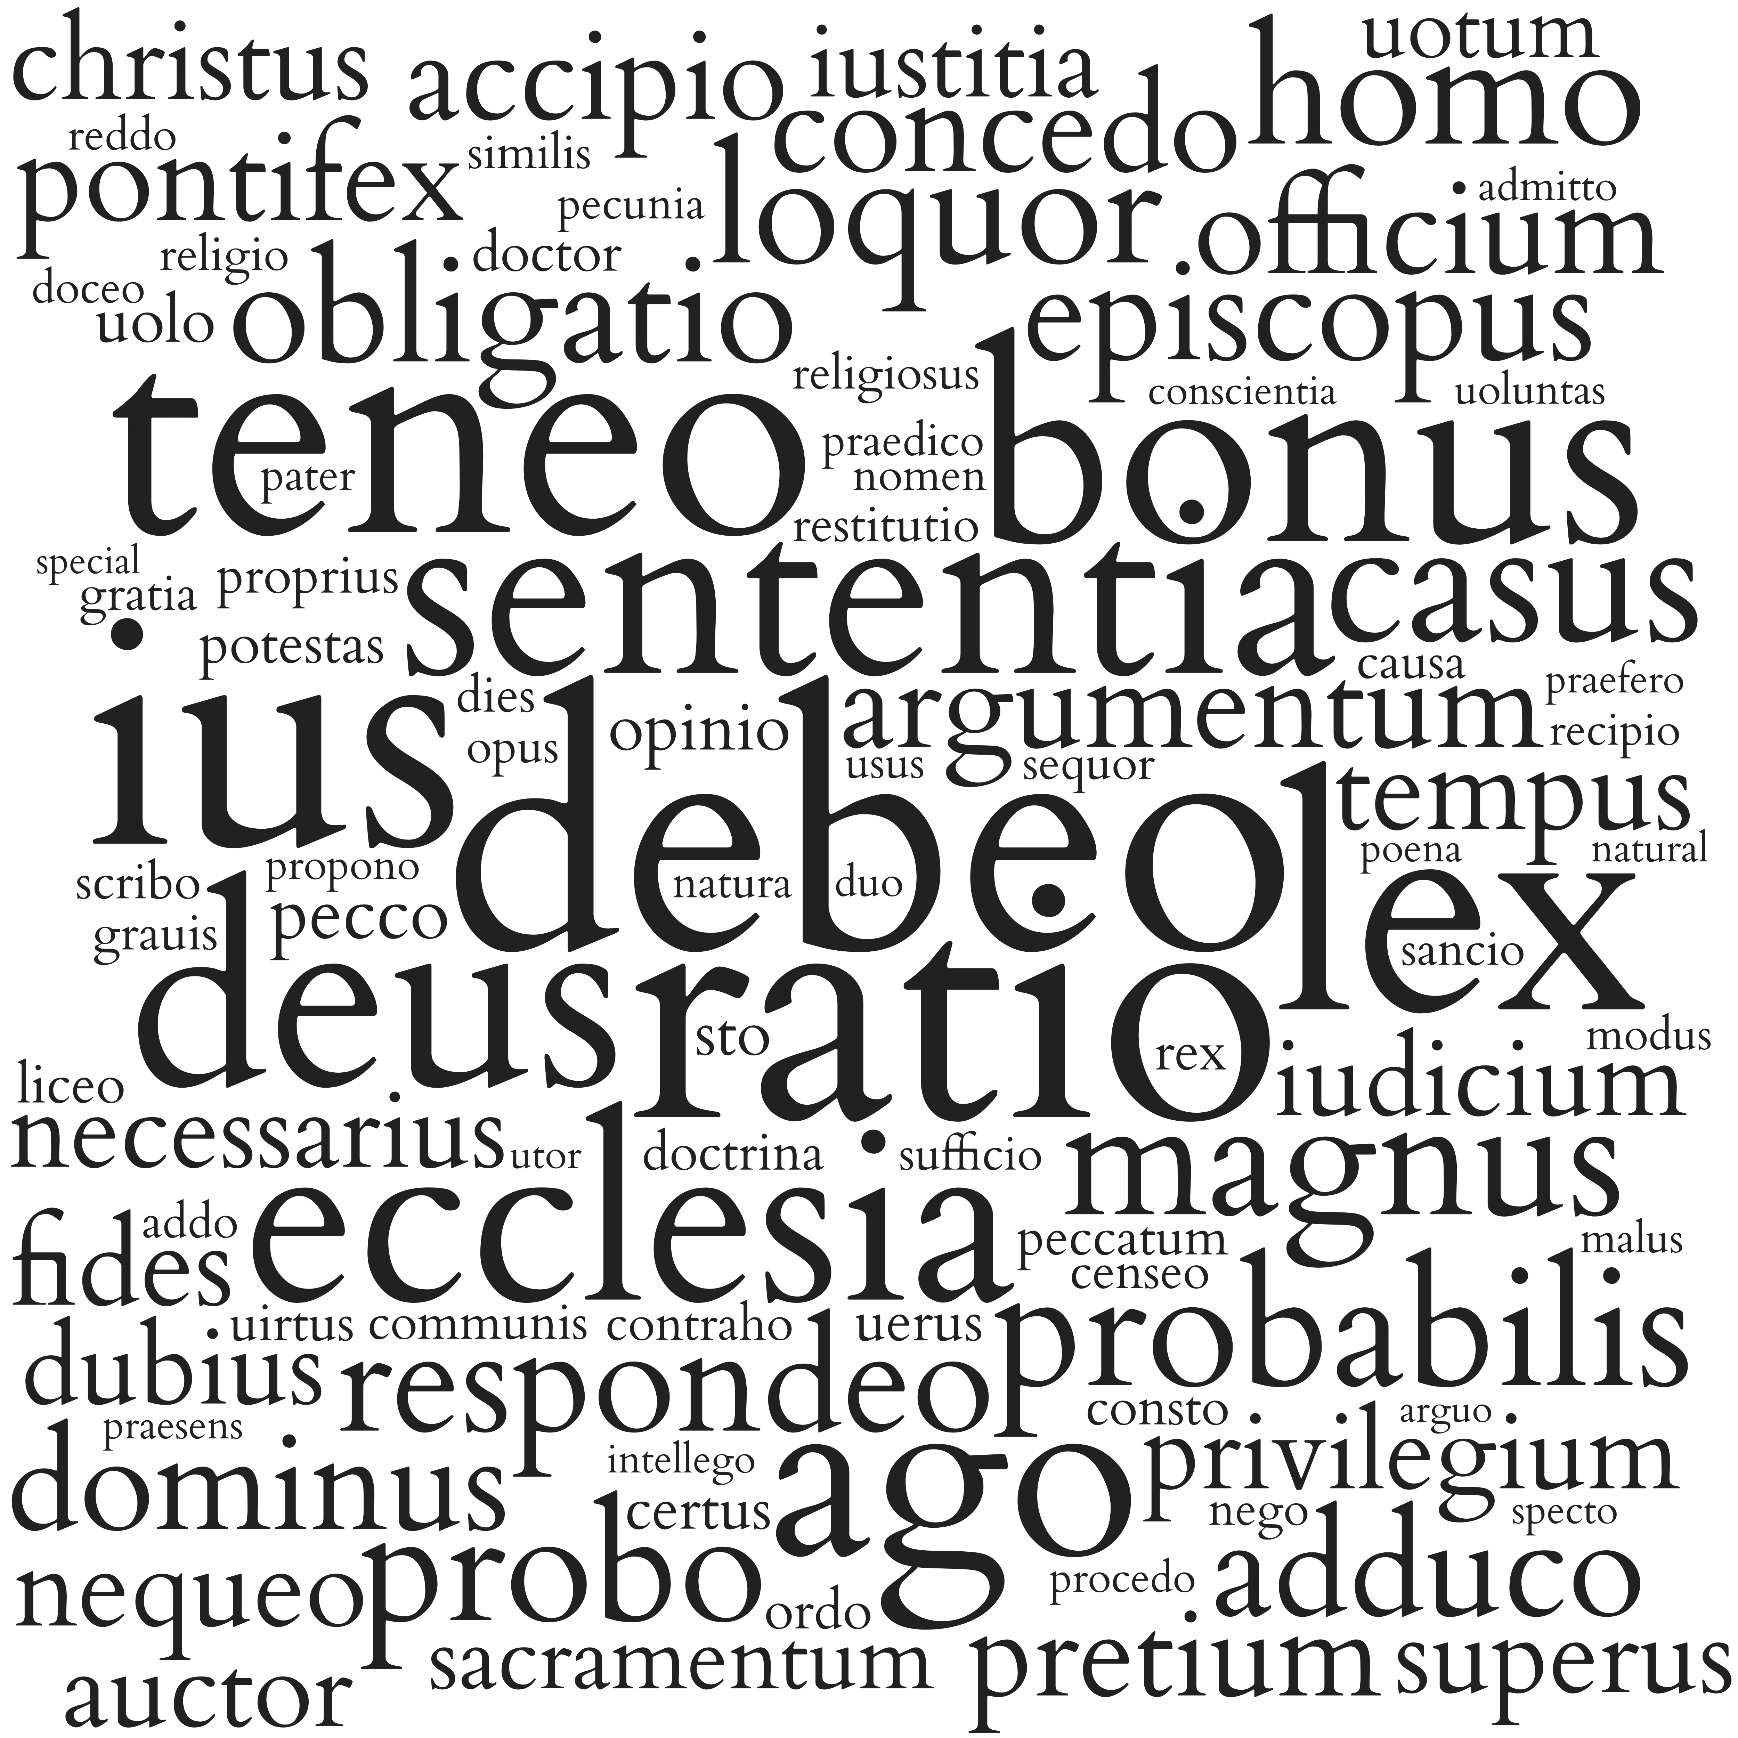 christus accipio iustitia uotum homo
reddo similis concedo
pontifex pecunia loquor officium admitto
religio doctor
doceo uolo obligatio episcopus
religiosus conscientia uoluntas
teneo pater praedico bonus
nomen
restitutio
special gratia proprius sententia casus
potestas causa
ius dies opinio argumentum praefero
opus usus sequor recipio
debeo tempus
scribo propono natura duo poena natural
grauis pecco lex sancio
deus ratio
sto rex modus
liceo iudicium
necessarius utor doctrina sufficio magnus
addo ecclesia peccatum malus
fides censeo
uirtus communis contraho uerus probabilis
dubius respondeo
praesens consto arguo
dominus intellego ago privilegium
certus nego specto
nequeo probo procedo adduco
ordo
auctor sacramentum pretium superus